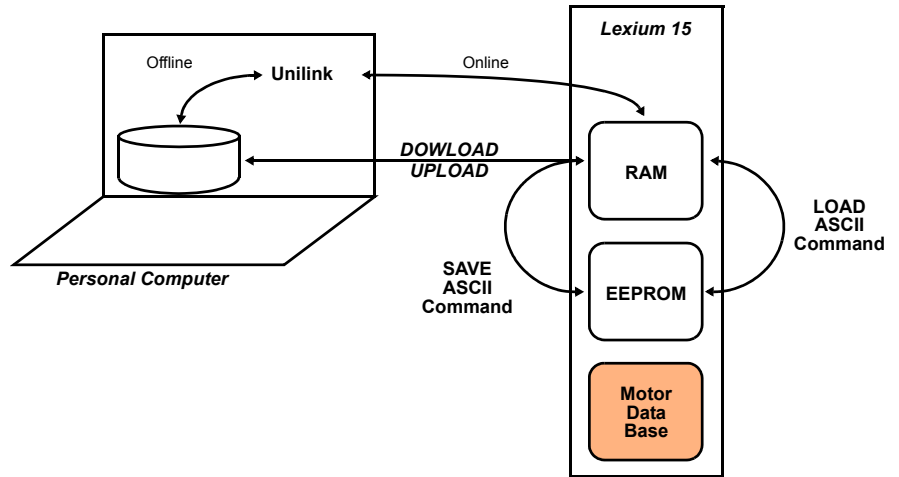 Lexium 15
Offline
Unilink
Online
DOWLOAD
UPLOAD
RAM
LOAD
ASCII
Command
Personal Computer
SAVE
ASCII
Command
EEPROM
Motor
Data
Base